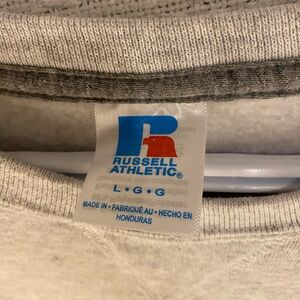 RUSSELL
ATHLETIC®
L • G • G
MADE IN • FABRIQUÉ AU • HECHO EN
HONDURAS